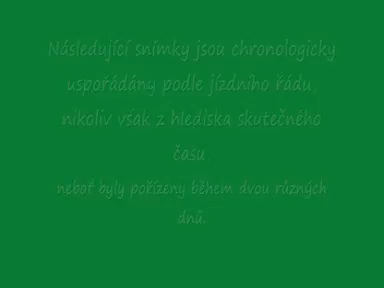 Následující snímky jsou chronologicky
uspořádány podle jízdního řádu,
nikoliv však z hlediska skutečného
času
neboť byly pořízeny během dvou různých
dnů.